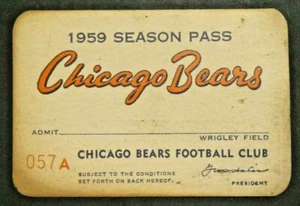 1959 SEASON PASS
Chicago Bears
ADMIT
WRIGLEY FIELD
057A CHICAGO BEARS FOOTBALL CLUB
SUBJECT TO THE CONDITIONS
SET FORTH ON BACK HEREOF.
PRESIDENT